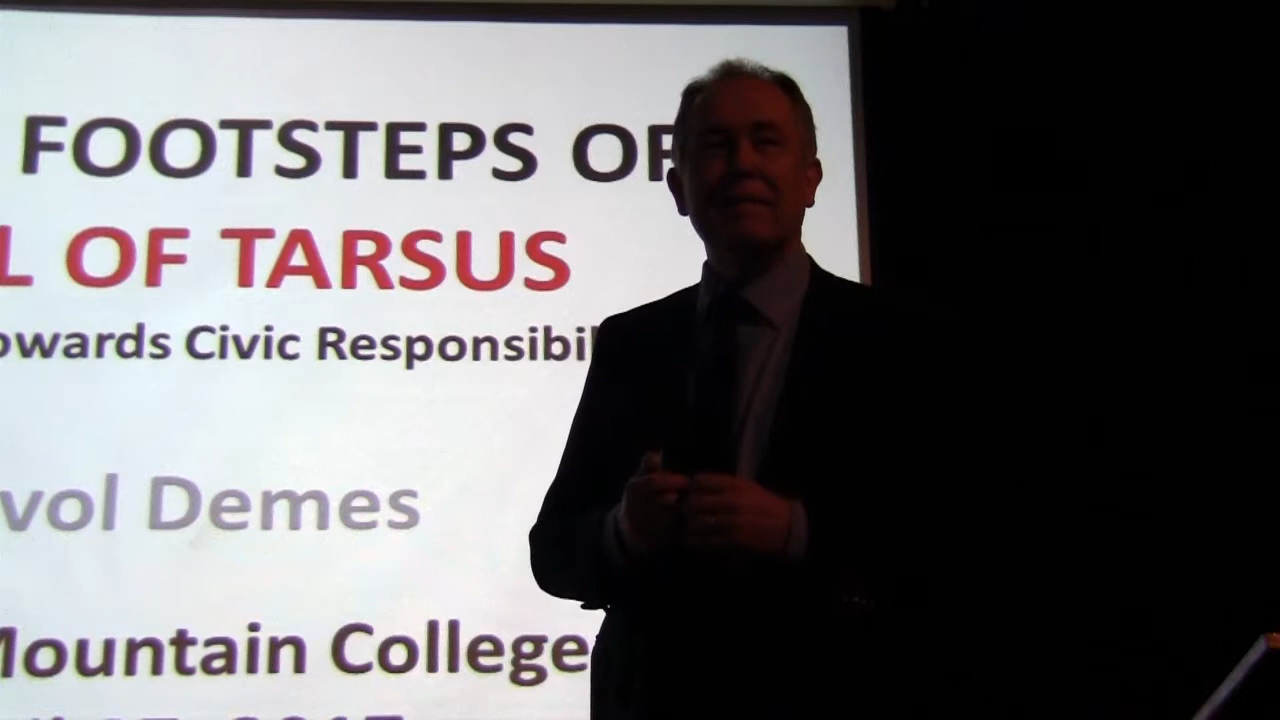 FOOTSTEPS OF
L OF TARSUS
owards Civic Responsibil
vol Demes
Mountain College